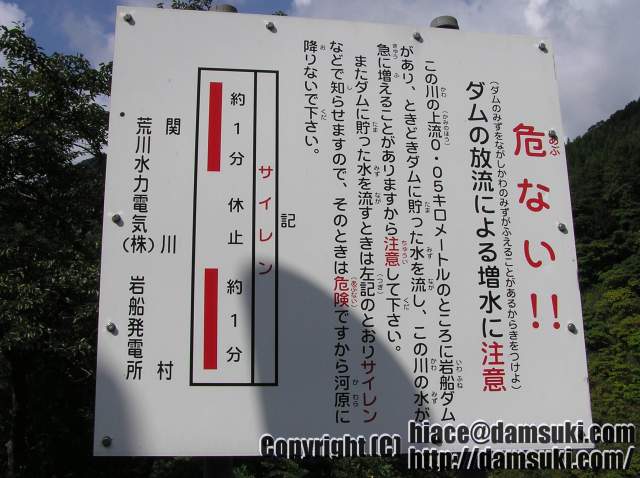 危ない!!
ダムの放流による増水に注意
(ダムのみずをながしかわのみずがふえることがあるからきをつけよ)
この川の上流0・05キロメートルのところに岩船ダム
があり、ときどきダムに貯った水を流し、この川の水が
急に増えることがありますから注意して下さい。
またダムに貯った水を流すときは左記のとおりサイレン
などで知らせますので、そのときは危険ですから河原に
降りないで下さい。
記
サイレン
約1分 休止 約1分
関川村
荒川水力電気(株) 岩船発電所
Copyright (C) hiace@damsuki.com
http://damsuki.com/